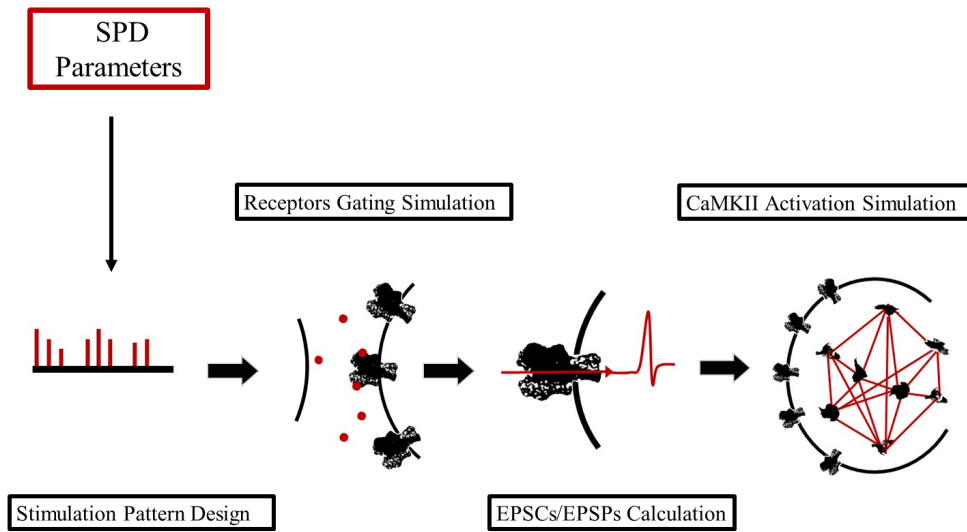 SPD
Parameters
Receptors Gating Simulation
CaMKII Activation Simulation
Stimulation Pattern Design
EPSCs/EPSPs Calculation